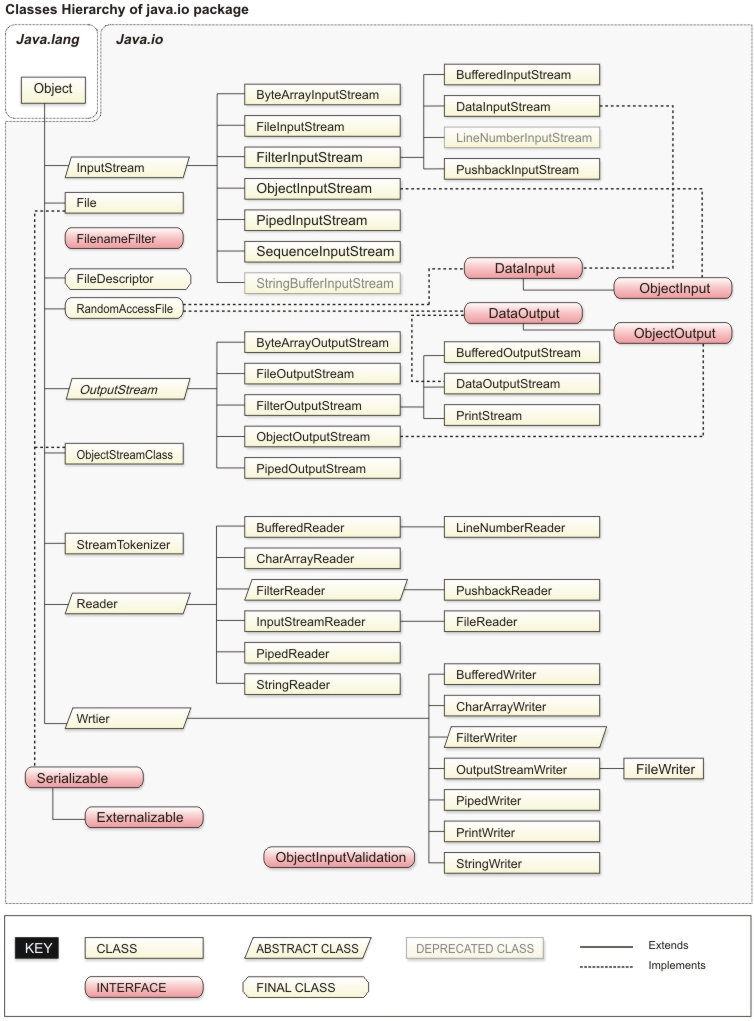 Classes Hierarchy of java.io package
Java.lang
Java.io
Object
InputStream
File
FilenameFilter
FileDescriptor
RandomAccessFile
OutputStream
ObjectStreamClass
StreamTokenizer
Reader
Wrtier
Serializable
Externalizable
ByteArrayInputStream
FileInputStream
FilterInputStream
ObjectInputStream
PipedInputStream
SequenceInputStream
StringBufferInputStream
BufferedInputStream
DataInputStream
LineNumberInputStream
PushbackInputStream
DataInput
ObjectInput
DataOutput
ObjectOutput
ByteArrayOutputStream
FileOutputStream
FilterOutputStream
ObjectOutputStream
PipedOutputStream
BufferedOutputStream
DataOutputStream
PrintStream
BufferedReader
CharArrayReader
FilterReader
InputStreamReader
PipedReader
StringReader
LineNumberReader
PushbackReader
FileReader
BufferedWriter
CharArrayWriter
FilterWriter
OutputStreamWriter
FileWriter
PipedWriter
PrintWriter
StringWriter
ObjectInputValidation
KEY
CLASS
ABSTRACT CLASS
DEPRECATED CLASS
Extends
INTERFACE
FINAL CLASS
Implements